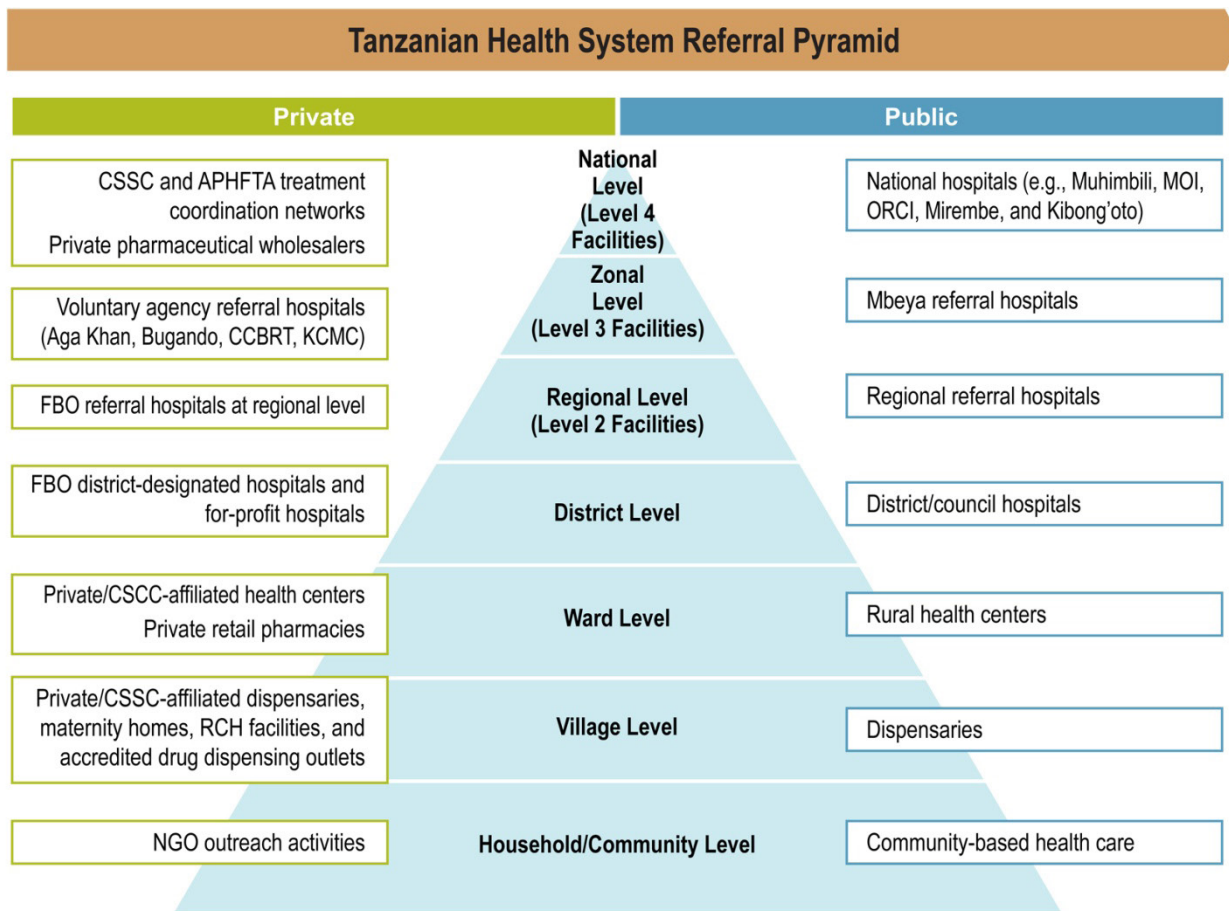 Tanzanian Health System Referral Pyramid
Private
Public
CSSC and APHFTA treatment
coordination networks
Private pharmaceutical wholesalers
National
Level
(Level 4
Facilities)
National hospitals (e.g., Muhimbili, MOI,
ORCI, Mirembe, and Kibong’oto)
Voluntary agency referral hospitals
(Aga Khan, Bugando, CCBRT, KCMC)
Zonal
Level
(Level 3 Facilities)
Mbeya referral hospitals
FBO referral hospitals at regional level
Regional Level
(Level 2 Facilities)
Regional referral hospitals
FBO district-designated hospitals and
for-profit hospitals
District Level
District/council hospitals
Private/CSCC-affiliated health centers
Private retail pharmacies
Ward Level
Rural health centers
Private/CSSC-affiliated dispensaries,
maternity homes, RCH facilities, and
accredited drug dispensing outlets
Village Level
Dispensaries
NGO outreach activities
Household/Community Level
Community-based health care